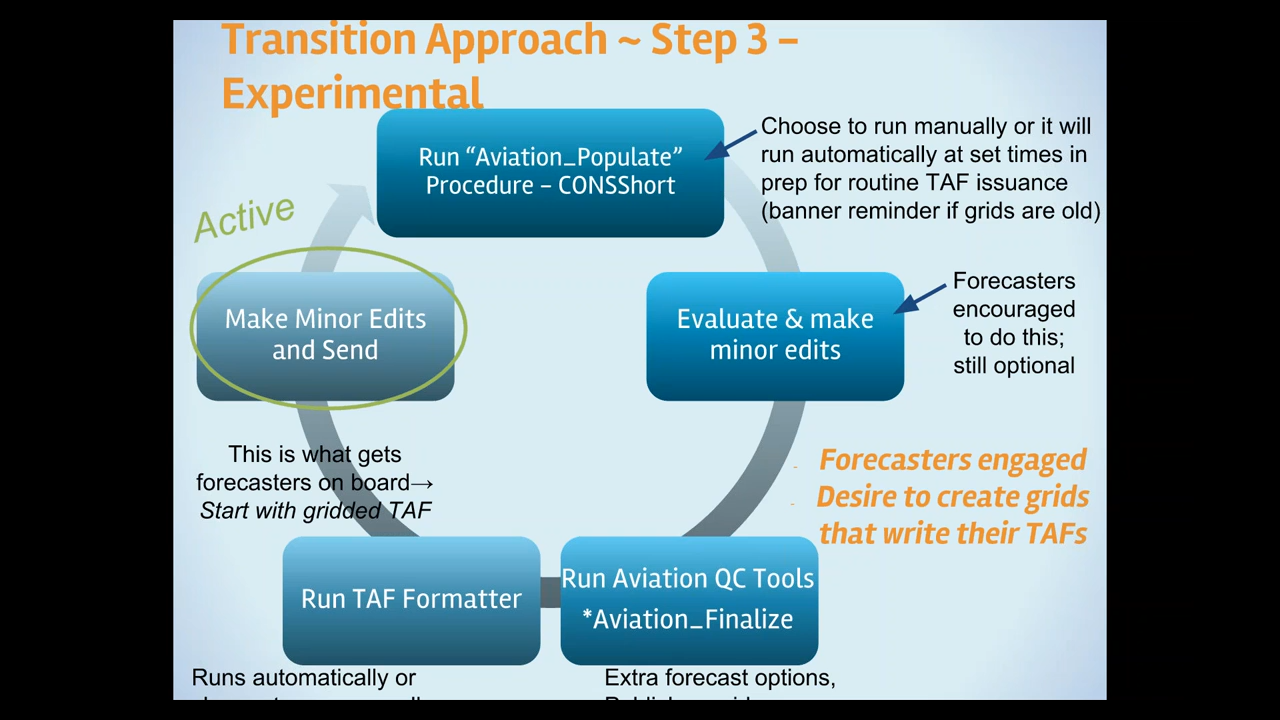 Transition Approach ~ Step 3 –
Experimental
Run “Aviation_Populate”
Procedure – CONSShort
Choose to run manually or it will
run automatically at set times in
prep for routine TAF issuance
(banner reminder if grids are old)
Active
Make Minor Edits
and Send
Evaluate & make
minor edits
Forecasters
encouraged
to do this;
still optional
This is what gets
forecasters on board→
Start with gridded TAF
- Forecasters engaged
- Desire to create grids
that write their TAFs
Run TAF Formatter
Run Aviation QC Tools
*Aviation_Finalize
Runs automatically or
Extra forecast options,